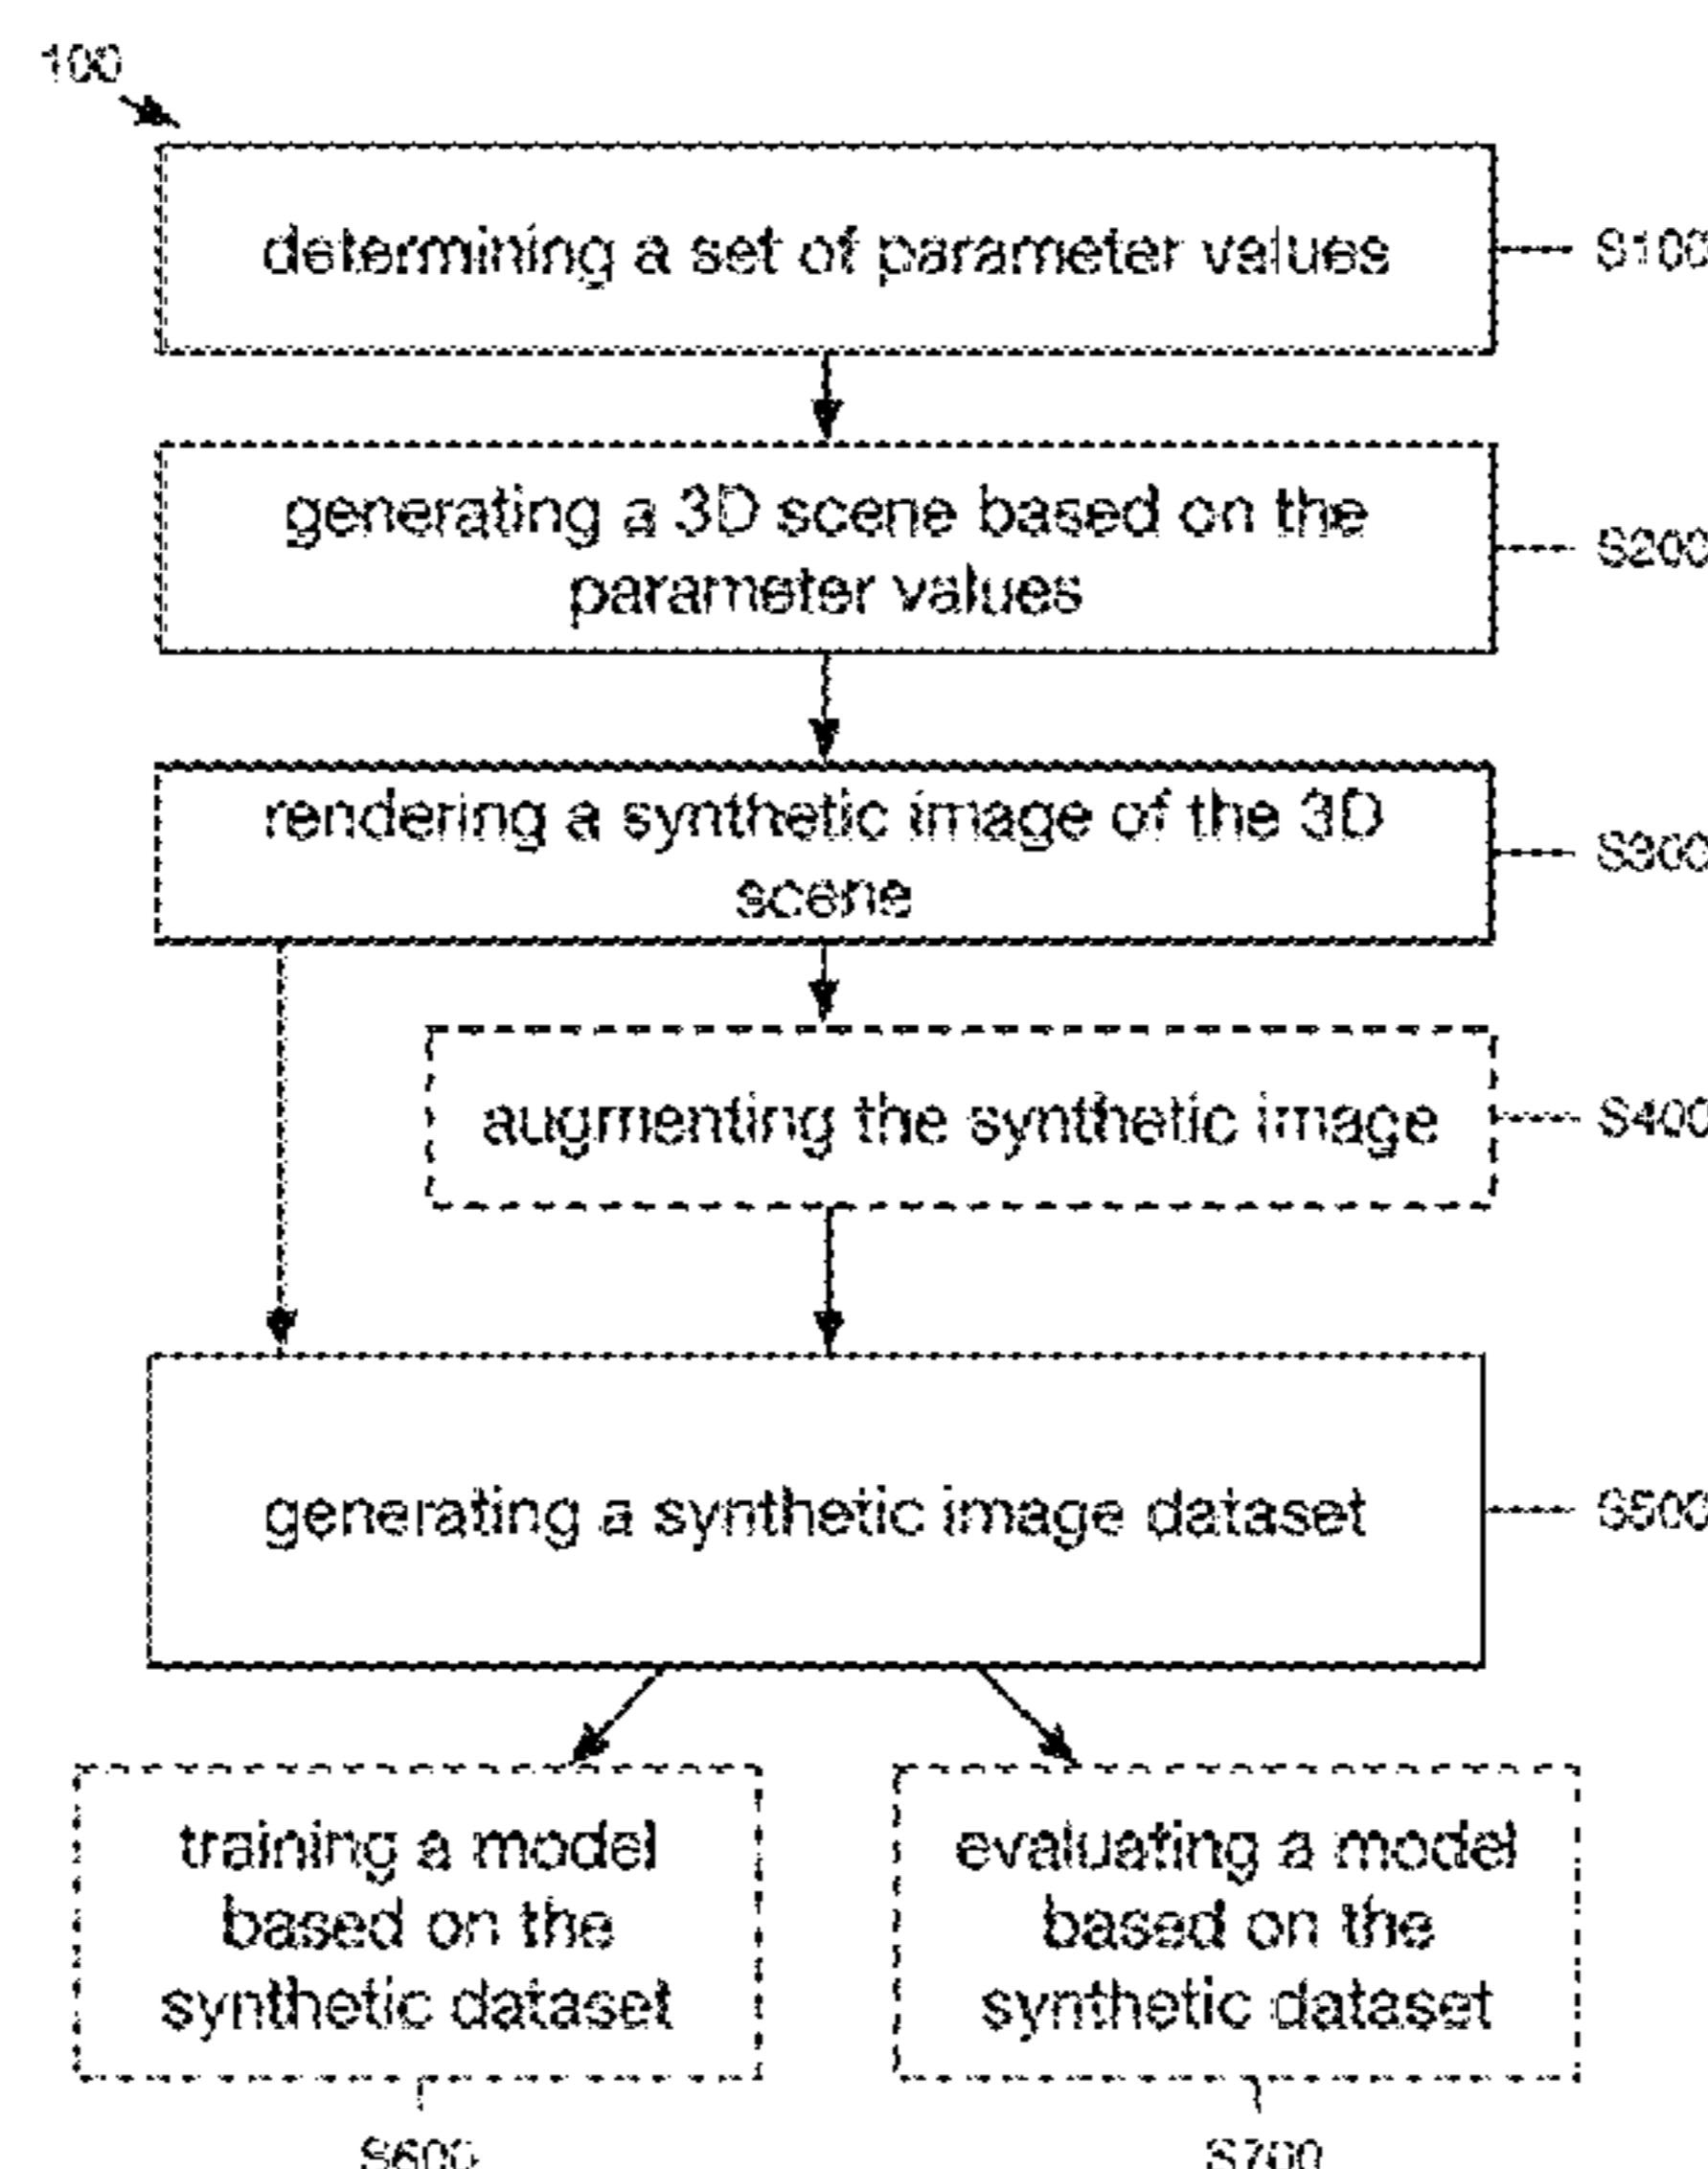 100
determining a set of parameter values
S100
generating a 3D scene based on the
parameter values
S200
rendering a synthetic image of the 3D
scene
S300
augmenting the synthetic image
S400
generating a synthetic image dataset
S500
training a model
based on the
synthetic dataset
evaluating a model
based on the
synthetic dataset
S600
S700